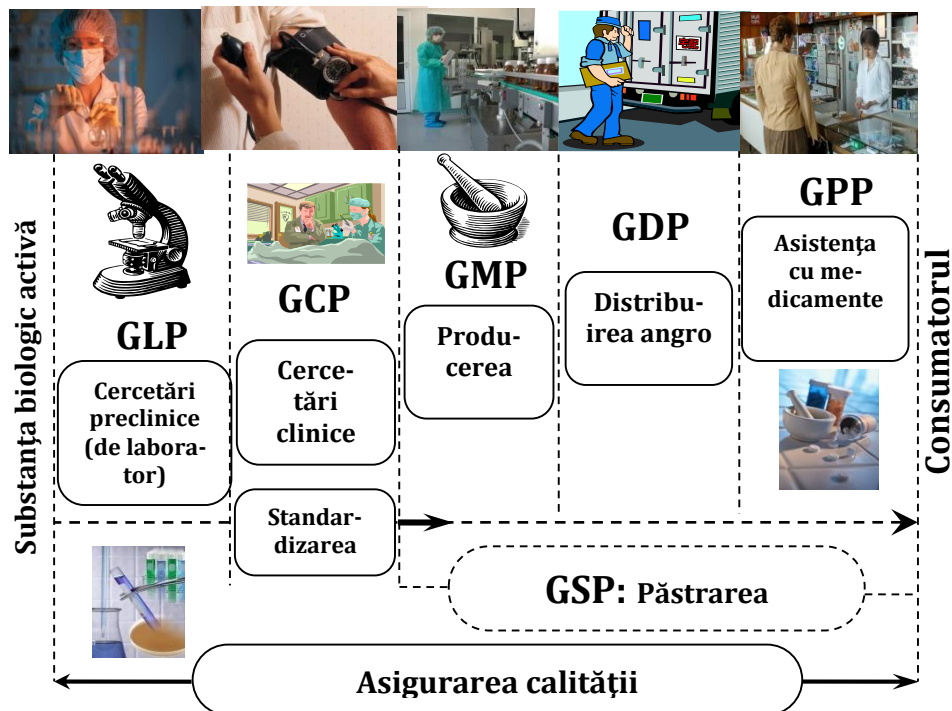 Substanța biologic activă
GLP
Cercetări
preclinice
(de labora-
tor)
GCP
Cerce-
tări
clinice
Standar-
dizarea
GMP
Produ-
cerea
GDP
Distribu-
irea angro
GPP
Asistența
cu me-
dicamente
Consumatorul
GSP: Păstrarea
Asigurarea calității